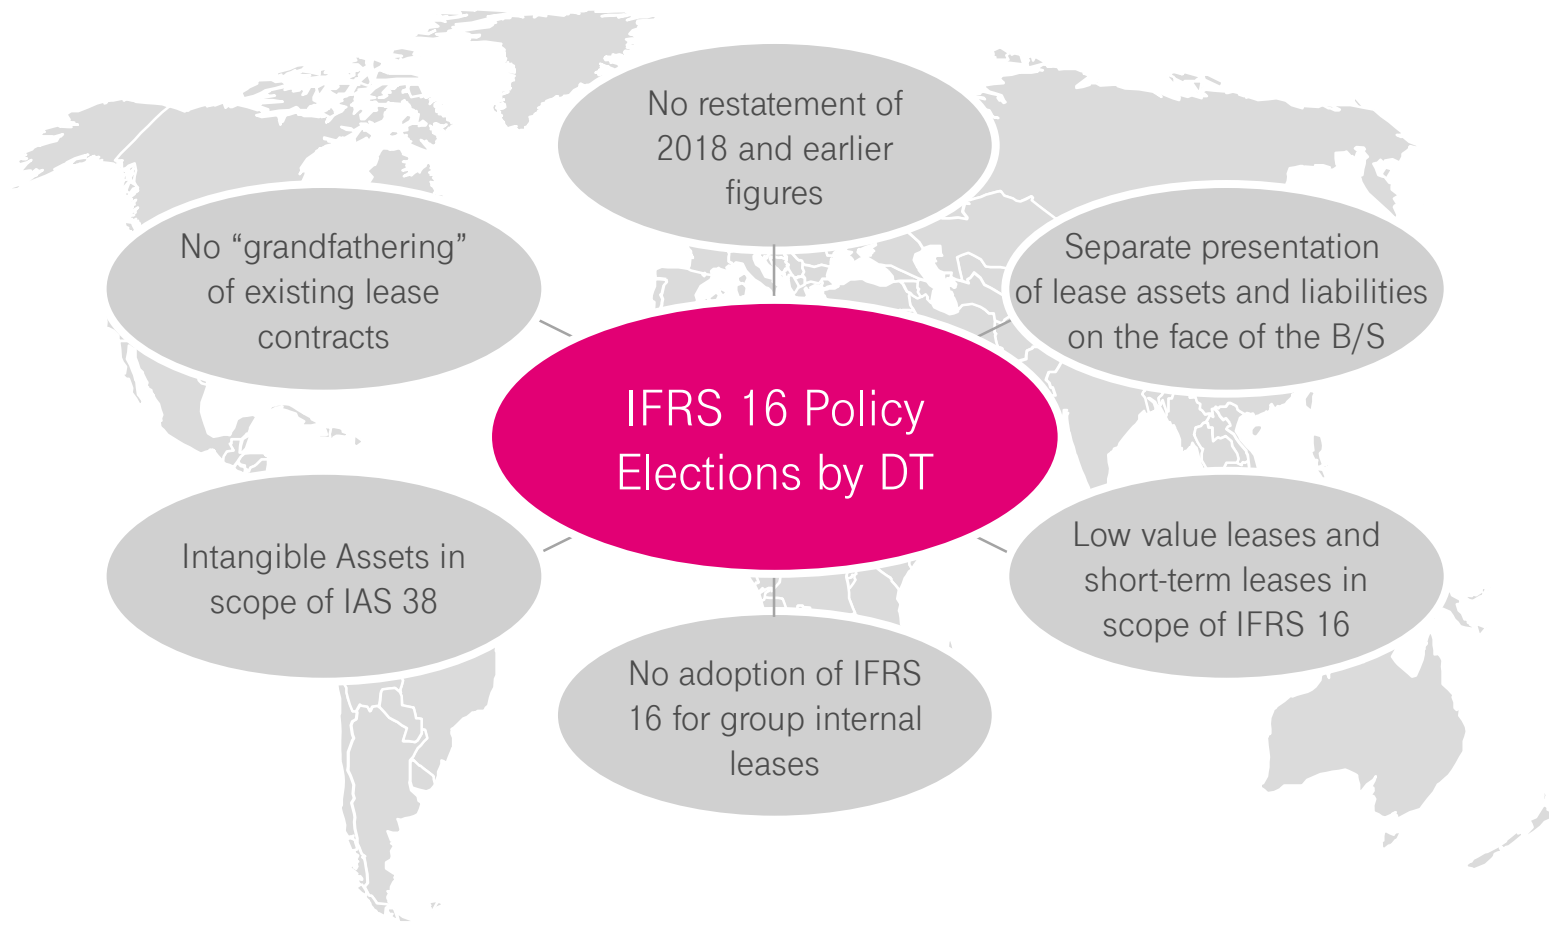 No restatement of
2018 and earlier
figures
No “grandfathering”
of existing lease
contracts
Separate presentation
of lease assets and liabilities
on the face of the B/S
IFRS 16 Policy
Elections by DT
Intangible Assets in
scope of IAS 38
Low value leases and
short-term leases in
scope of IFRS 16
No adoption of IFRS
16 for group internal
leases